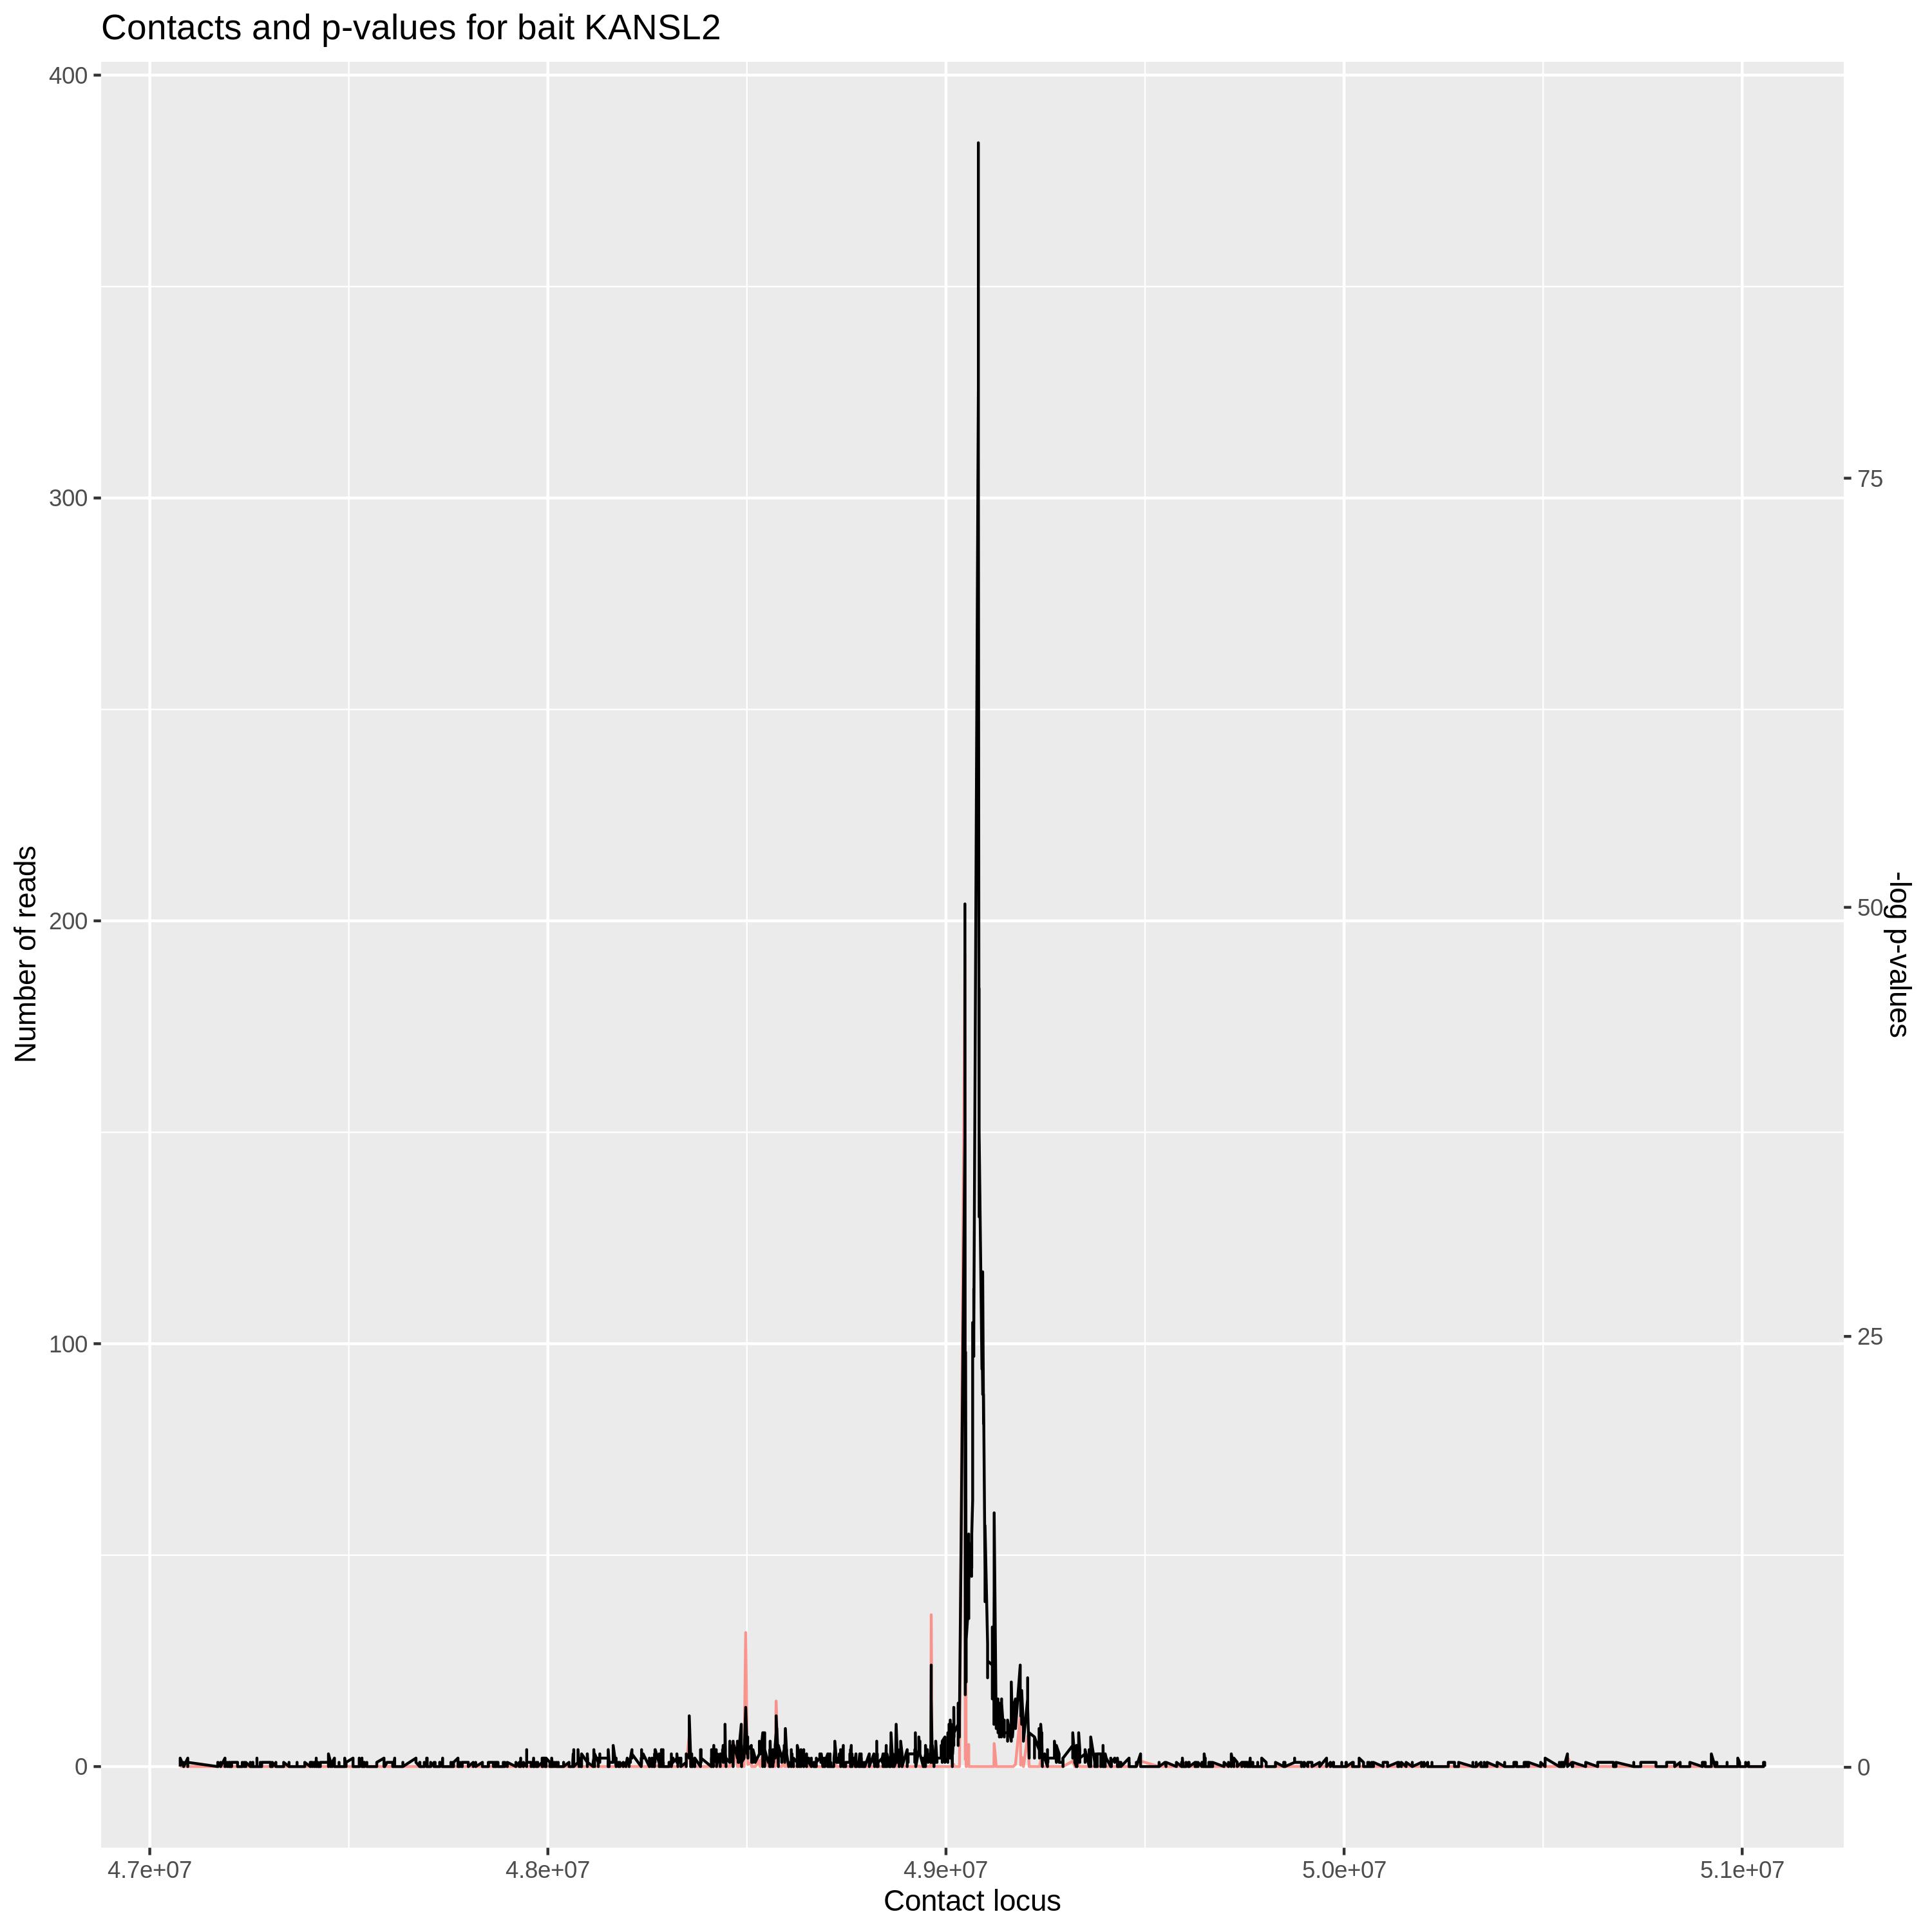 Contacts and p-values for bait KANSL2
400
300
200
100
0
Number of reads
75
50
25
0
-log p-values
4.7e+07 4.8e+07 4.9e+07 5.0e+07 5.1e+07
Contact locus